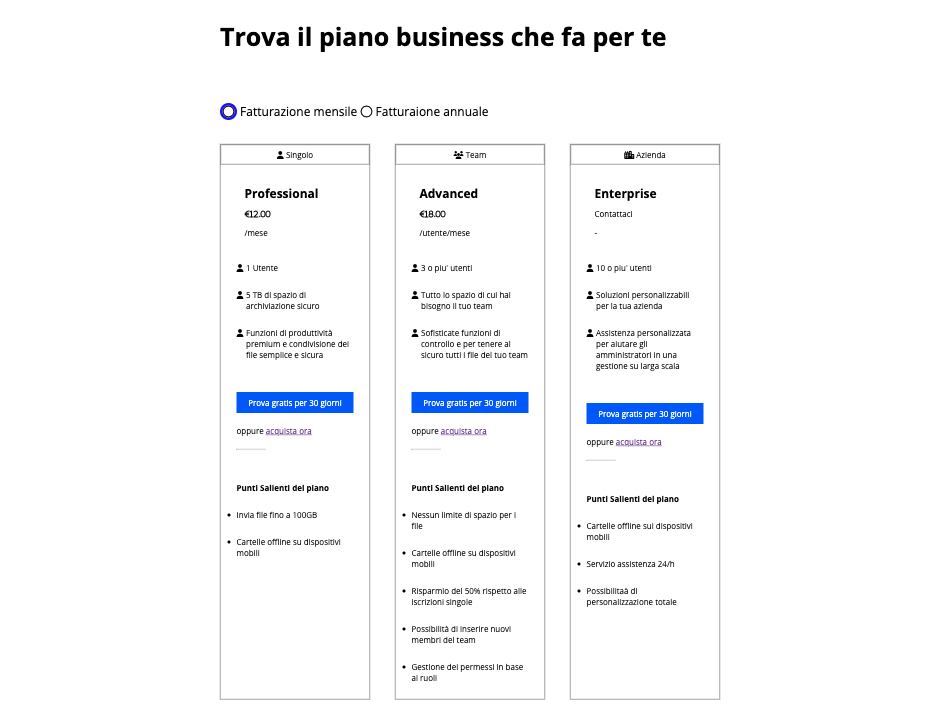 Trova il piano business che fa per te
Fatturazione mensile Fatturaione annuale
Singolo
Professional
€12.00
/mese
1 Utente
5 TB di spazio di
archiviazione sicuro
Funzioni di produttività
premium e condivisione dei
file semplice e sicura
Prova gratis per 30 giorni
oppure acquista ora
Punti Salienti del piano
Invia file fino a 100GB
Cartelle offline su dispositivi
mobili
Team
Advanced
€18.00
/utente/mese
3 o piu' utenti
Tutto lo spazio di cui hai
bisogno il tuo team
Sofisticate funzioni di
controllo e per tenere al
sicuro tutti i file del tuo team
Prova gratis per 30 giorni
oppure acquista ora
Punti Salienti del piano
Nessun limite di spazio per i
file
Cartelle offline su dispositivi
mobili
Risparmio del 50% rispetto alle
iscrizioni singole
Possibilità di inserire nuovi
membri del team
Gestione dei permessi in base
ai ruoli
Azienda
Enterprise
Contattaci
-
10 o piu' utenti
Soluzioni personalizzabili
per la tua azienda
Assistenza personalizzata
per aiutare gli
amministratori in una
gestione su larga scala
Prova gratis per 30 giorni
oppure acquista ora
Punti Salienti del piano
Cartelle offline sui dispositivi
mobili
Servizio assistenza 24/h
Possibilitaà di
personalizzazione totale